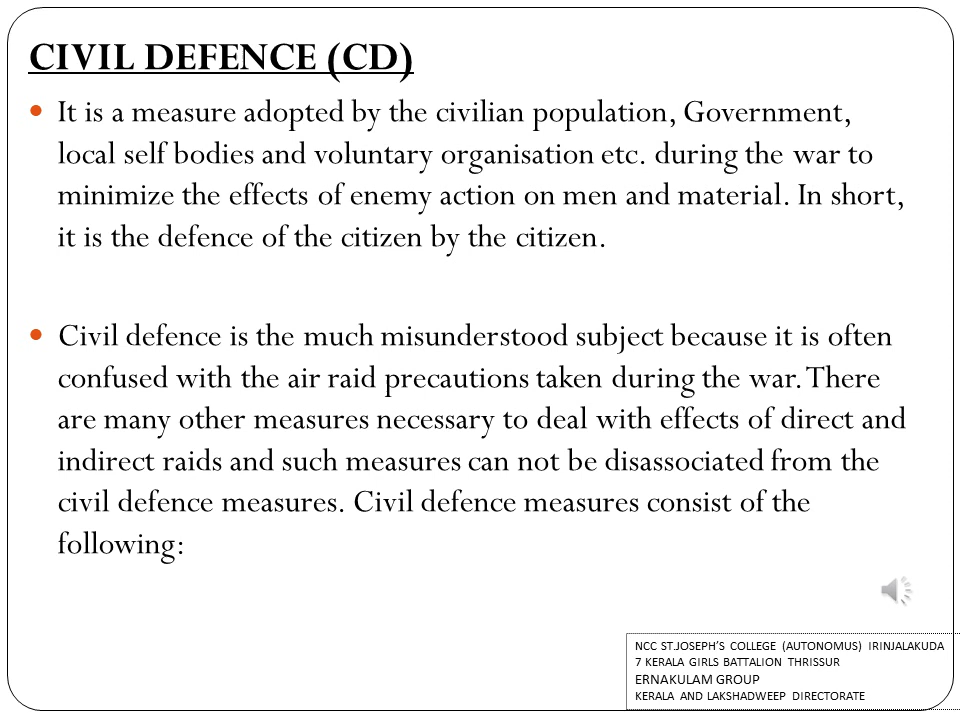 CIVIL DEFENCE (CD)
• It is a measure adopted by the civilian population, Government,
local self bodies and voluntary organisation etc. during the war to
minimize the effects of enemy action on men and material. In short,
it is the defence of the citizen by the citizen.
• Civil defence is the much misunderstood subject because it is often
confused with the air raid precautions taken during the war. There
are many other measures necessary to deal with effects of direct and
indirect raids and such measures can not be disassociated from the
civil defence measures. Civil defence measures consist of the
following:
NCC ST.JOSEPH'S COLLEGE (AUTONOMUS) IRINJALAKUDA
7 KERALA GIRLS BATTALION THRISSUR
ERNAKULAM GROUP
KERALA AND LAKSHADWEEP DIRECTORATE